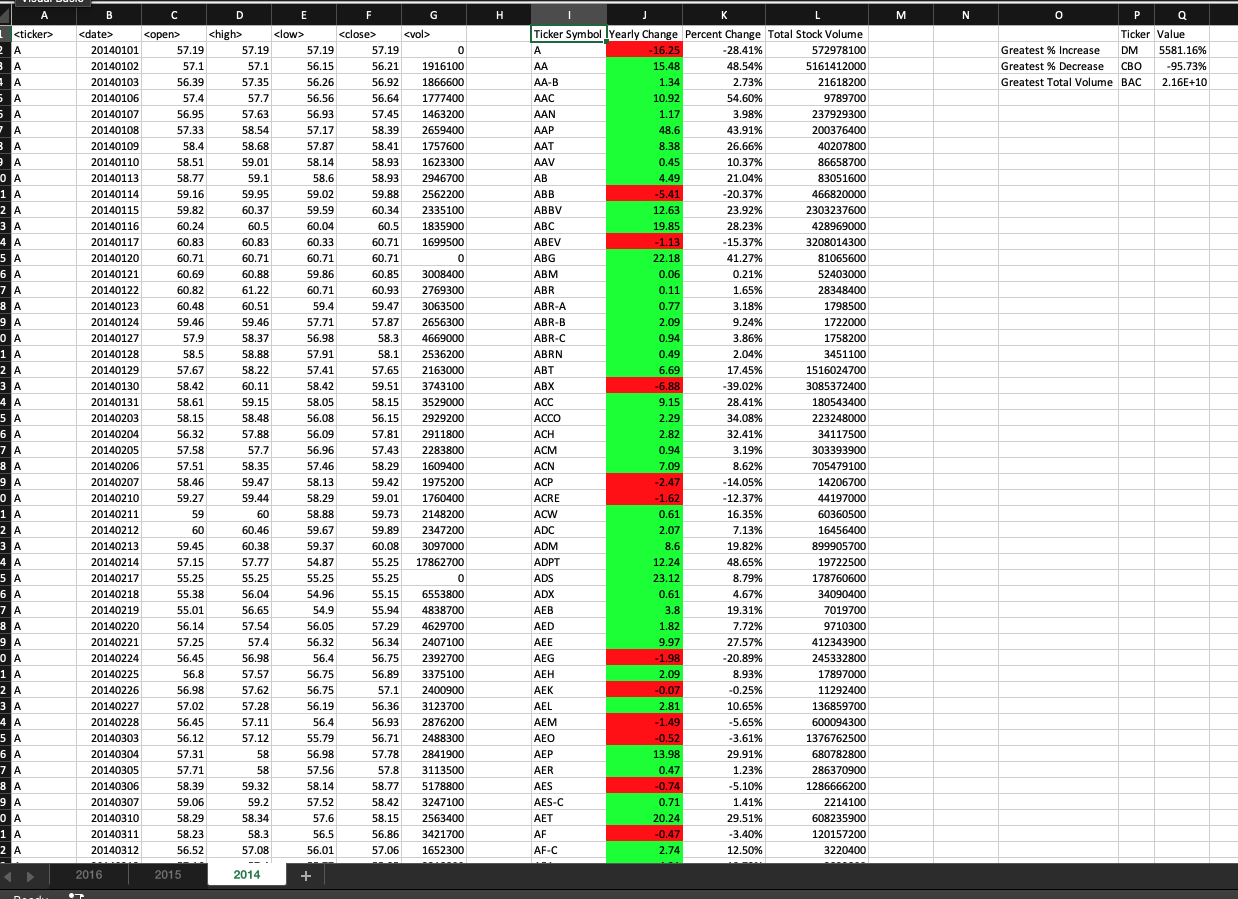 A B C D E F G H I J K L M N O P Q
<ticker> <date> <open> <high> <low> <close> <vol> Ticker Symbol Yearly Change Percent Change Total Stock Volume Ticker Value
A 20140101 57.19 57.19 57.19 57.19 0 A -16.25 -28.41% 572978100 Greatest % Increase DM 5581.16%
A 20140102 57.1 57.1 56.15 56.21 1916100 AA 15.48 48.54% 5161412000 Greatest % Decrease CBO -95.73%
A 20140103 56.39 57.35 56.26 56.92 1866600 AA-B 1.34 2.73% 21618200 Greatest Total Volume BAC 2.16E+10
A 20140106 57.4 57.7 56.56 56.64 1777400 AAC 10.92 54.60% 9789700
A 20140107 56.95 57.63 56.93 57.45 1463200 AAN 1.17 3.98% 237929300
A 20140108 57.33 58.54 57.17 58.39 2659400 AAP 48.6 43.91% 200376400
A 20140109 58.4 58.68 57.87 58.41 1757600 AAT 8.38 26.66% 40207800
A 20140110 58.51 59.01 58.14 58.93 1623300 AAV 0.45 10.37% 86658700
A 20140113 58.77 59.1 58.6 58.93 2946700 AB 4.49 21.04% 83051600
A 20140114 59.16 59.95 59.02 59.88 2562200 ABB -5.41 -20.37% 466820000
A 20140115 59.82 60.37 59.59 60.34 2335100 ABBV 12.63 23.92% 2303237600
A 20140116 60.24 60.5 60.04 60.5 1835900 ABC 19.85 28.23% 428969000
A 20140117 60.83 60.83 60.33 60.71 1699500 ABEV -1.13 -15.37% 3208014300
A 20140120 60.71 60.71 60.71 60.71 0 ABG 22.18 41.27% 81065600
A 20140121 60.69 60.88 59.86 60.85 3008400 ABM 0.06 0.21% 52403000
A 20140122 60.82 61.22 60.71 60.93 2769300 ABR 0.11 1.65% 28348400
A 20140123 60.48 60.51 59.4 59.47 3063500 ABR-A 0.77 3.18% 1798500
A 20140124 59.46 59.46 57.71 57.87 2656300 ABR-B 2.09 9.24% 1722000
A 20140127 57.9 58.37 56.98 58.3 4669000 ABR-C 0.94 3.86% 1758200
A 20140128 58.5 58.88 57.91 58.1 2536200 ABRN 0.49 2.04% 3451100
A 20140129 57.67 58.22 57.41 57.65 2163000 ABT 6.69 17.45% 1516024700
A 20140130 58.42 60.11 58.42 59.51 3743100 ABX -6.88 -39.02% 3085372400
A 20140131 58.61 59.15 58.05 58.15 3529000 ACC 9.15 28.41% 180543400
A 20140203 58.15 58.48 56.08 56.15 2929200 ACCO 2.29 34.08% 223248000
A 20140204 56.32 57.88 56.09 57.81 2911800 ACH 2.82 32.41% 34117500
A 20140205 57.58 57.7 56.96 57.43 2283800 ACM 0.94 3.19% 303393900
A 20140206 57.51 58.35 57.46 58.29 1609400 ACN 7.09 8.62% 705479100
A 20140207 58.46 59.47 58.13 59.42 1975200 ACP -2.47 -14.05% 14206700
A 20140210 59.27 59.44 58.29 59.01 1760400 ACRE -1.62 -12.37% 44197000
A 20140211 59 60 58.88 59.73 2148200 ACW 0.61 16.35% 60360500
A 20140212 60 60.46 59.67 59.89 2347200 ADC 2.07 7.13% 16456400
A 20140213 59.45 60.38 59.37 60.08 3097000 ADM 8.6 19.82% 899905700
A 20140214 57.15 57.77 54.87 55.25 17862700 ADPT 12.24 48.65% 19722500
A 20140217 55.25 55.25 55.25 55.25 0 ADS 23.12 8.79% 178760600
A 20140218 55.38 56.04 54.96 55.15 6553800 ADX 0.61 4.67% 34090400
A 20140219 55.01 56.65 54.9 55.94 4838700 AEB 3.8 19.31% 7019700
A 20140220 56.14 57.54 56.05 57.29 4629700 AED 1.82 7.72% 9710300
A 20140221 57.25 57.4 56.32 56.34 2407100 AEE 9.97 27.57% 412343900
A 20140224 56.45 56.98 56.4 56.75 2392700 AEG -1.98 -20.89% 245332800
A 20140225 56.8 57.57 56.75 56.89 3375100 AEH 2.09 8.93% 17897000
A 20140226 56.98 57.62 56.75 57.1 2400900 AEK -0.07 -0.25% 11292400
A 20140227 57.02 57.28 56.19 56.36 3123700 AEL 2.81 10.65% 136859700
A 20140228 56.45 57.11 56.4 56.93 2876200 AEM -1.49 -5.65% 600094300
A 20140303 56.12 57.12 55.79 56.71 2488300 AEO -0.52 -3.61% 1376762500
A 20140304 57.31 58 56.98 57.78 2841900 AEP 13.98 29.91% 680782800
A 20140305 57.71 58 57.56 57.8 3113500 AER 0.47 1.23% 286370900
A 20140306 58.39 59.32 58.14 58.77 5178800 AES -0.74 -5.10% 1286666200
A 20140307 59.06 59.2 57.52 58.42 3247100 AES-C 0.71 1.41% 2214100
A 20140310 58.29 58.34 57.6 58.15 2563400 AET 20.24 29.51% 608235900
A 20140311 58.23 58.3 56.5 56.86 3421700 AF -0.47 -3.40% 120157200
A 20140312 56.52 57.08 56.01 57.06 1652300 AF-C 2.74 12.50% 3220400
2016 2015 2014 +